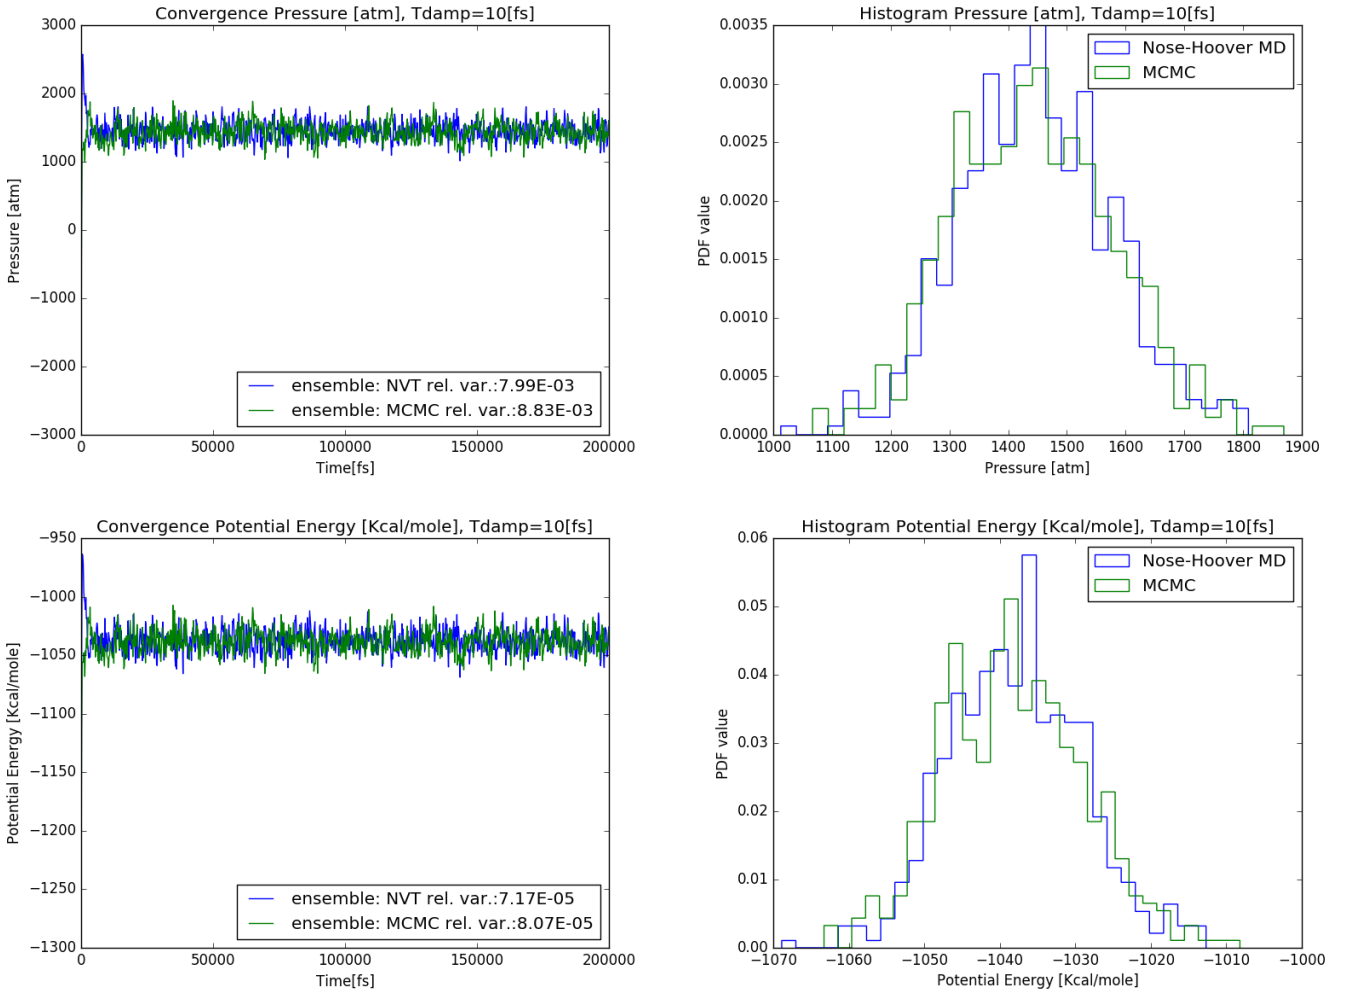 Convergence Pressure [atm], Tdamp=10[fs]
3000
2000
1000
0
−1000
−2000
−3000
Pressure [atm]
ensemble: NVT rel. var.:7.99E-03
ensemble: MCMC rel. var.:8.83E-03
0 50000 100000 150000 200000
Time[fs]
Histogram Pressure [atm], Tdamp=10[fs]
0.0035
0.0030
0.0025
0.0020
0.0015
0.0010
0.0005
0.0000
PDF value
Nose-Hoover MD
MCMC
1000 1100 1200 1300 1400 1500 1600 1700 1800 1900
Pressure [atm]
Convergence Potential Energy [Kcal/mole], Tdamp=10[fs]
−950
−1000
−1050
−1100
−1150
−1200
−1250
−1300
Potential Energy [Kcal/mole]
ensemble: NVT rel. var.:7.17E-05
ensemble: MCMC rel. var.:8.07E-05
0 50000 100000 150000 200000
Time[fs]
Histogram Potential Energy [Kcal/mole], Tdamp=10[fs]
0.06
0.05
0.04
0.03
0.02
0.01
0.00
PDF value
Nose-Hoover MD
MCMC
−1070 −1060 −1050 −1040 −1030 −1020 −1010 −1000
Potential Energy [Kcal/mole]